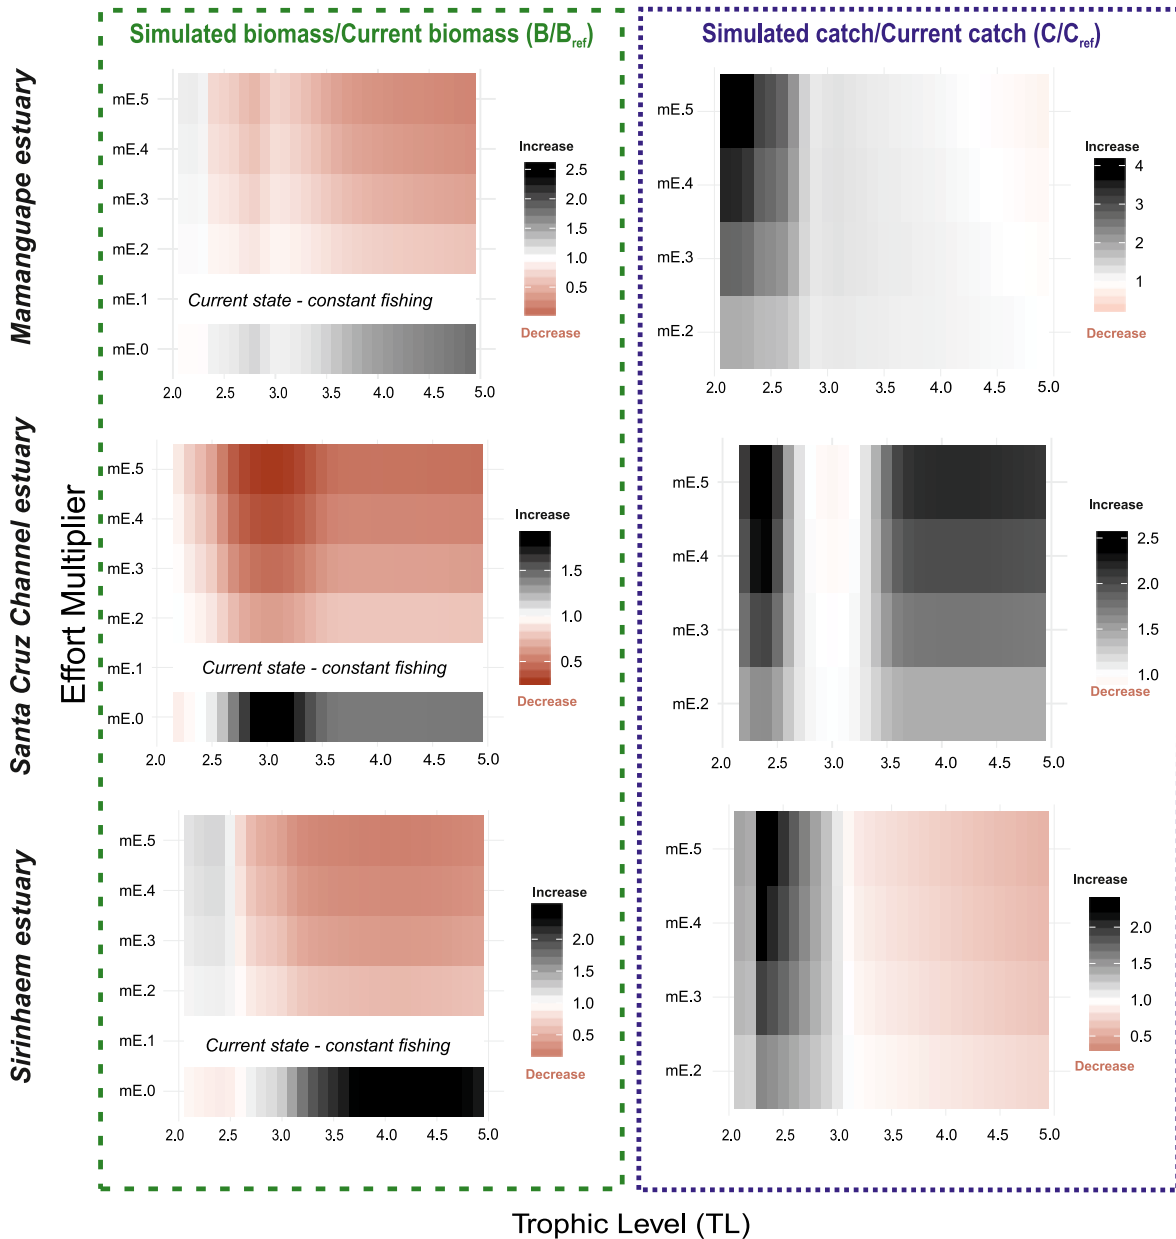 Simulated biomass/Current biomass (B/Bref)
Simulated catch/Current catch (C/Cref)
Mamanguape estuary
mE.5
mE.4
mE.3
mE.2
mE.1
Current state - constant fishing
mE.0
2.0 2.5 3.0 3.5 4.0 4.5 5.0
Increase
2.5
2.0
1.5
1.0
0.5
Decrease
mE.5
mE.4
mE.3
mE.2
2.0 2.5 3.0 3.5 4.0 4.5 5.0
Increase
4
3
2
1
Decrease
Santa Cruz Channel estuary
Effort Multiplier
mE.5
mE.4
mE.3
mE.2
mE.1
Current state - constant fishing
mE.0
2.0 2.5 3.0 3.5 4.0 4.5 5.0
Increase
1.5
1.0
0.5
Decrease
mE.5
mE.4
mE.3
mE.2
2.0 2.5 3.0 3.5 4.0 4.5 5.0
Increase
2.5
2.0
1.5
1.0
Decrease
Sirinhaem estuary
mE.5
mE.4
mE.3
mE.2
mE.1
Current state - constant fishing
mE.0
2.0 2.5 3.0 3.5 4.0 4.5 5.0
Increase
2.0
1.5
1.0
0.5
Decrease
mE.5
mE.4
mE.3
mE.2
2.0 2.5 3.0 3.5 4.0 4.5 5.0
Increase
2.0
1.5
1.0
0.5
Decrease
Trophic Level (TL)